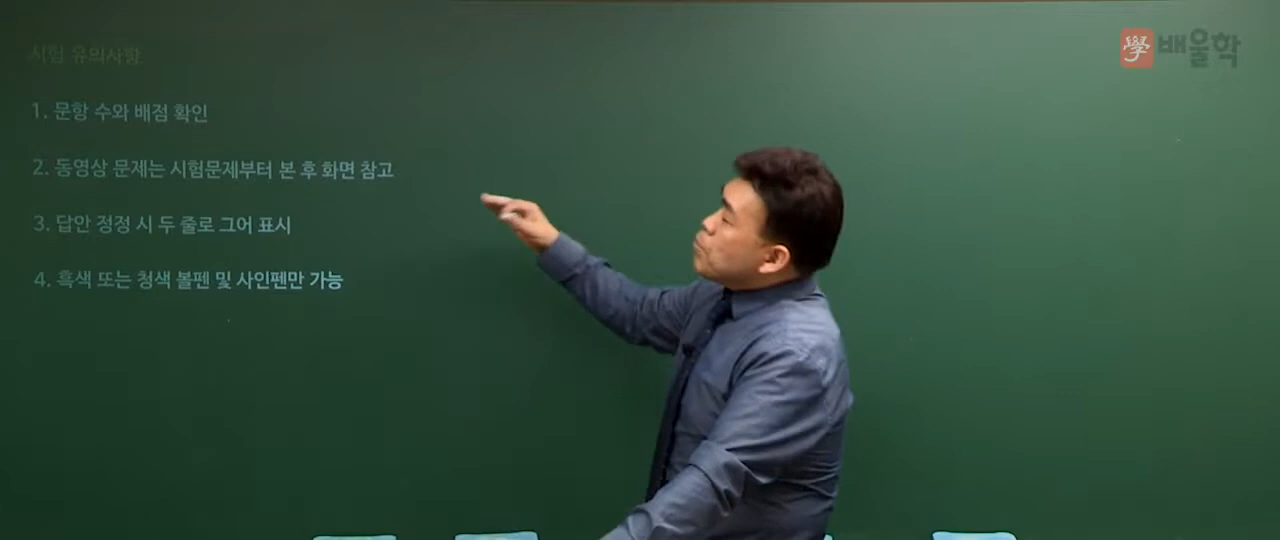 시험 유의사항
學 배울학
1. 문항 수와 배점 확인
2. 동영상 문제는 시험문제부터 본 후 화면 참고
3. 답안 정정 시 두 줄로 그어 표시
4. 흑색 또는 청색 볼펜 및 사인펜만 가능